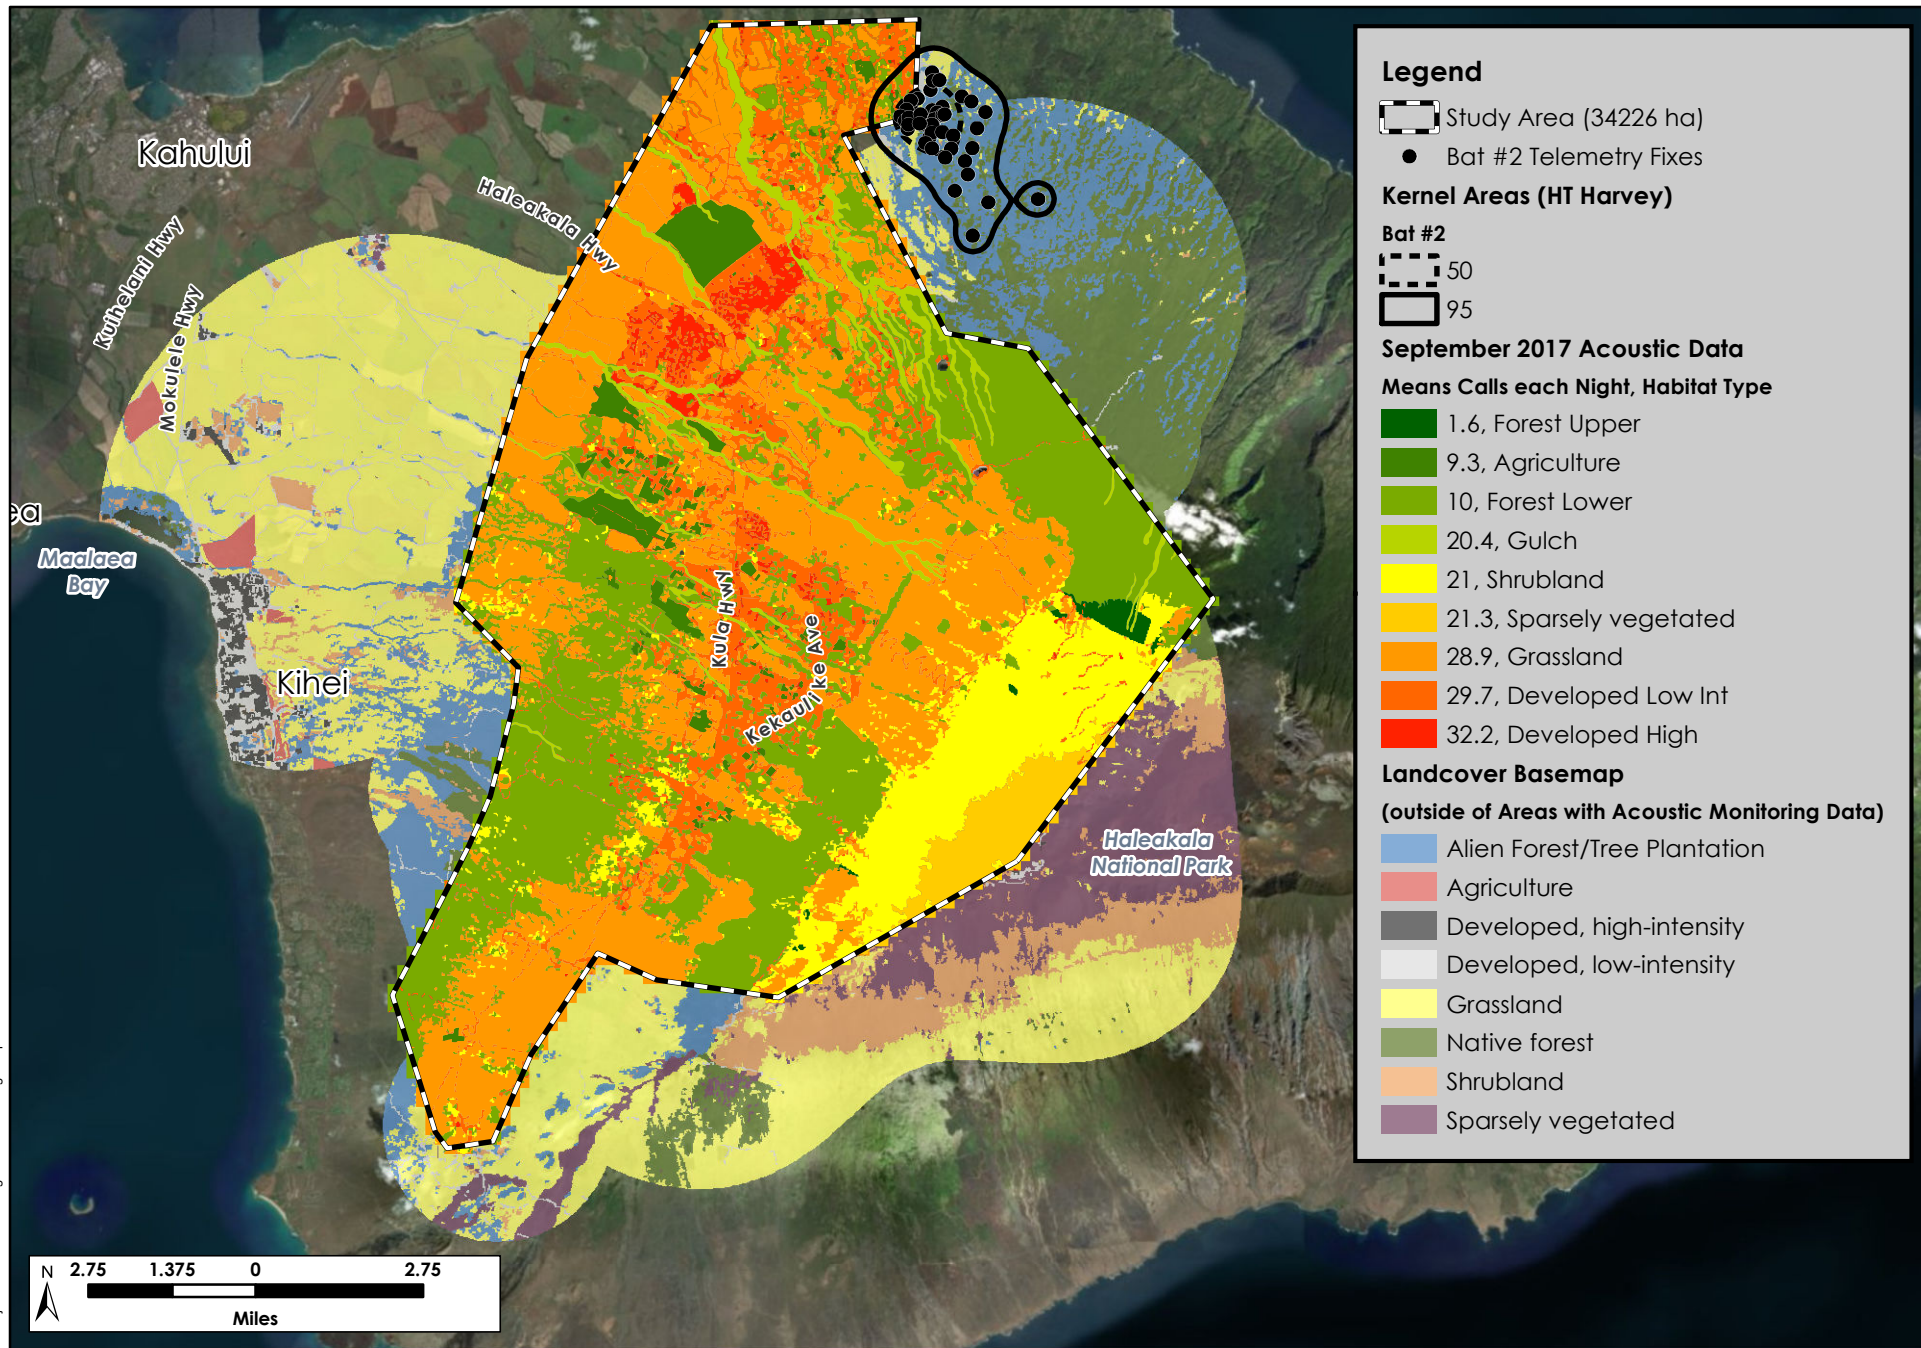 Kahului
Haleakala Hwy
Kuihelani Hwy
Mokulele Hwy
ea
Maalaea
Bay
Kihei
Kula Hwy
Kekaulike Ave
Haleakala
National Park
N
2.75 1.375 0 2.75
Miles
Legend
Study Area (34226 ha)
Bat #2 Telemetry Fixes
Kernel Areas (HT Harvey)
Bat #2
50
95
September 2017 Acoustic Data
Means Calls each Night, Habitat Type
1.6, Forest Upper
9.3, Agriculture
10, Forest Lower
20.4, Gulch
21, Shrubland
21.3, Sparsely vegetated
28.9, Grassland
29.7, Developed Low Int
32.2, Developed High
Landcover Basemap
(outside of Areas with Acoustic Monitoring Data)
Alien Forest/Tree Plantation
Agriculture
Developed, high-intensity
Developed, low-intensity
Grassland
Native forest
Shrubland
Sparsely vegetated